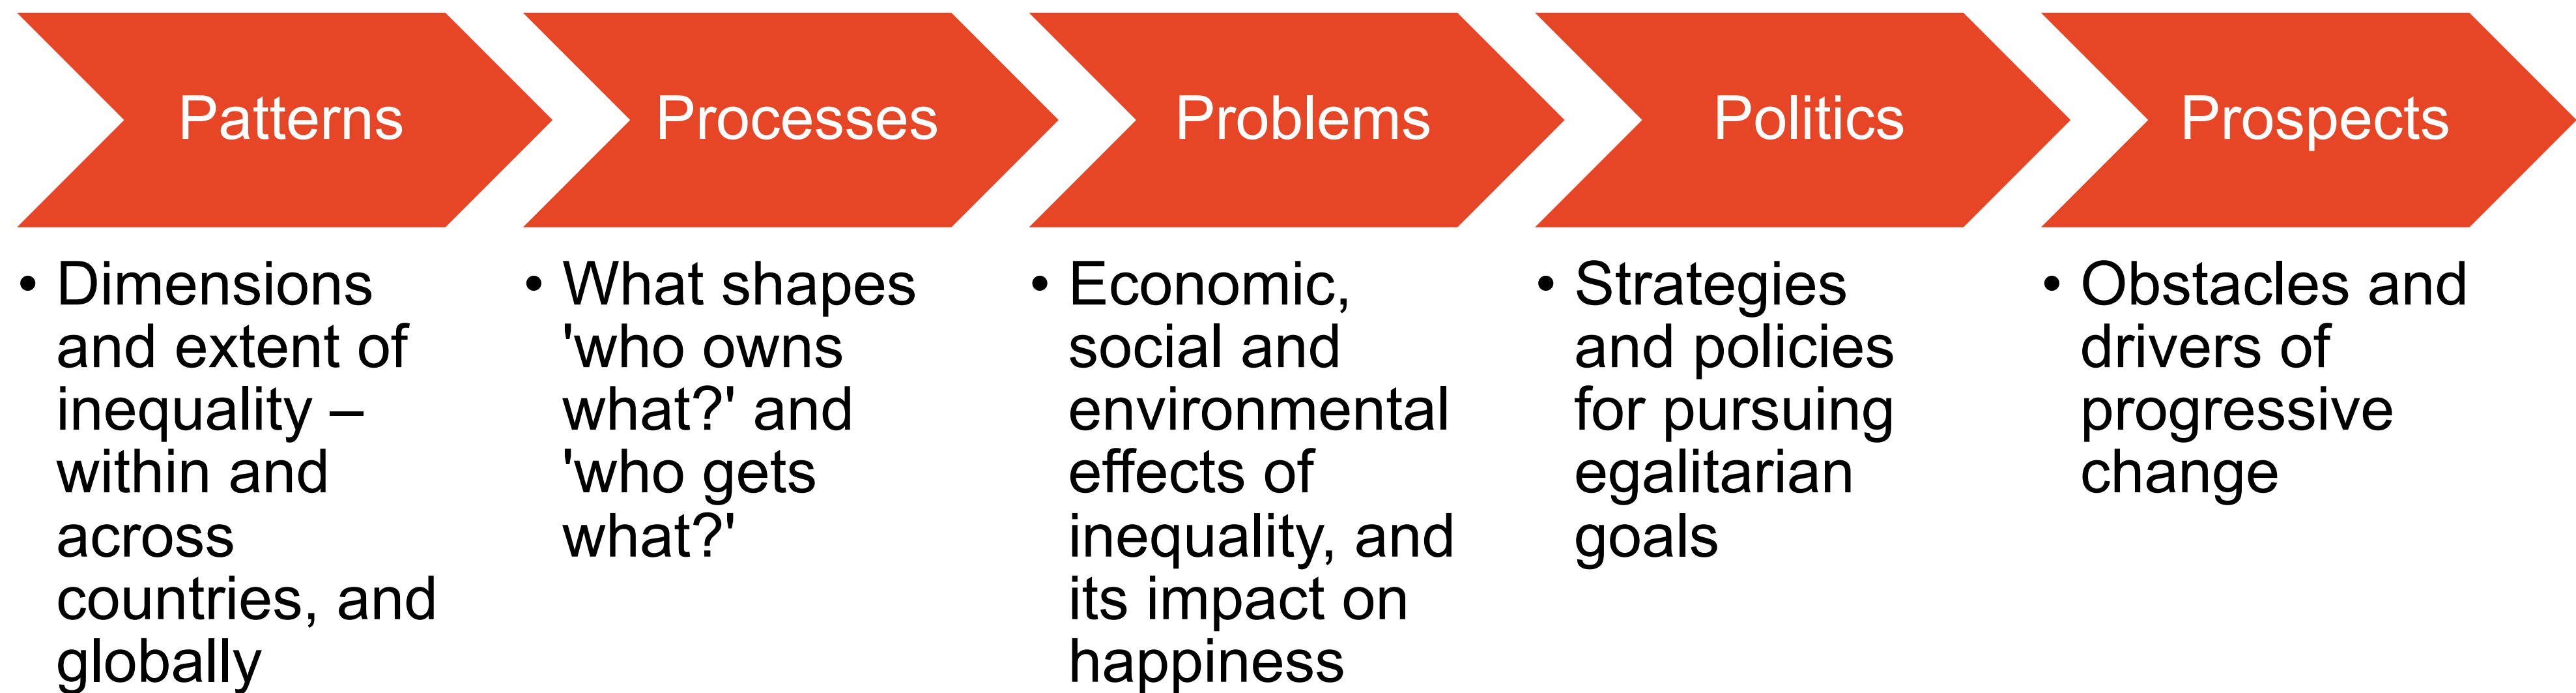 Patterns
Processes
Problems
Politics
Prospects
• Dimensions
and extent of
inequality –
within and
across
countries, and
globally
• What shapes
'who owns
what?' and
'who gets
what?'
• Economic,
social and
environmental
effects of
inequality, and
its impact on
happiness
• Strategies
and policies
for pursuing
egalitarian
goals
• Obstacles and
drivers of
progressive
change